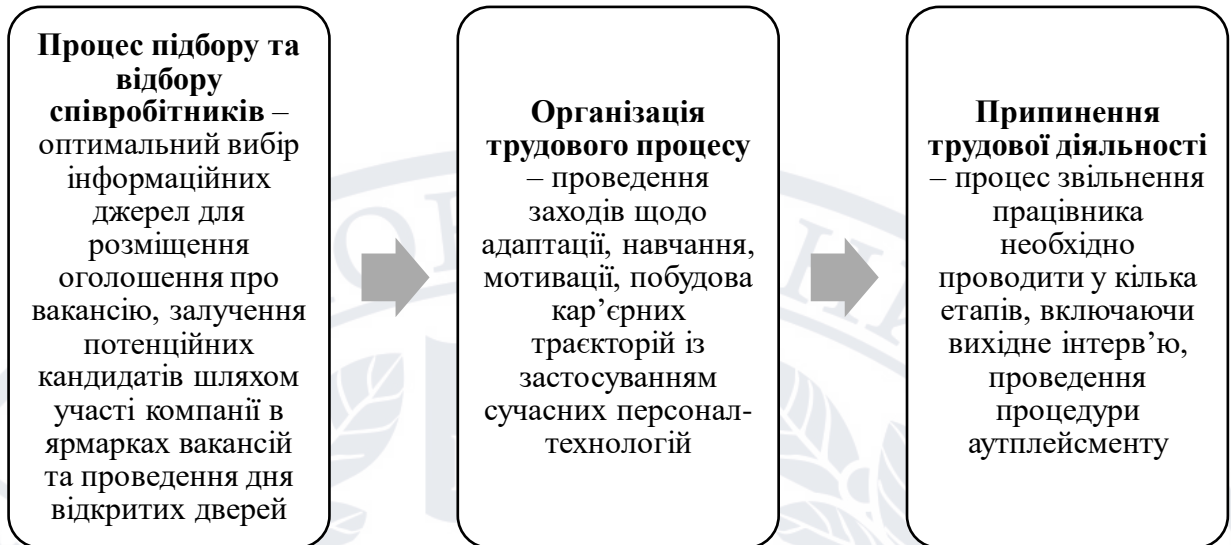 Процес підбору та
відбору
співробітників –
оптимальний вибір
інформаційних
джерел для
розміщення
оголошення про
вакансію, залучення
потенційних
кандидатів шляхом
участі компанії в
ярмарках вакансій
та проведення дня
відкритих дверей
Організація
трудового процесу
– проведення
заходів щодо
адаптації, навчання,
мотивації, побудова
кар’єрних
траєкторій із
застосуванням
сучасних персонал-
технологій
Припинення
трудової діяльності
– процес звільнення
працівника
необхідно
проводити у кілька
етапів, включаючи
вихідне інтерв’ю,
проведення
процедури
аутплейсменту